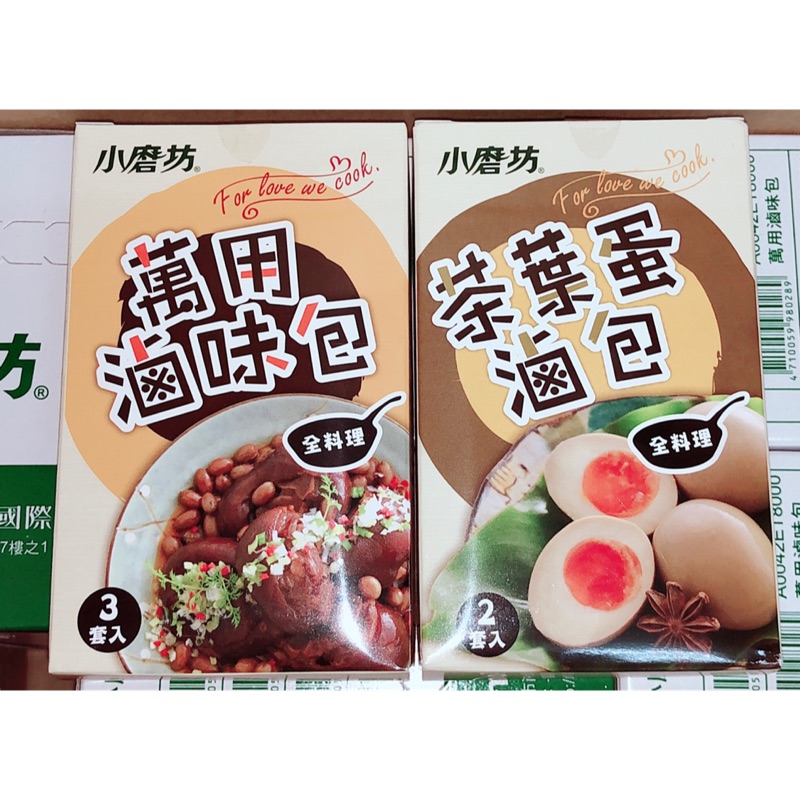 小磨坊®
For love we cook.
萬用
滷味包
全料理
3
套入
小磨坊®
For love we cook.
茶葉蛋
滷包
全料理
2
套入
坊®
國際
7樓之1
萬用滷味包
4710059980289
A0042E18000
萬用滷味包